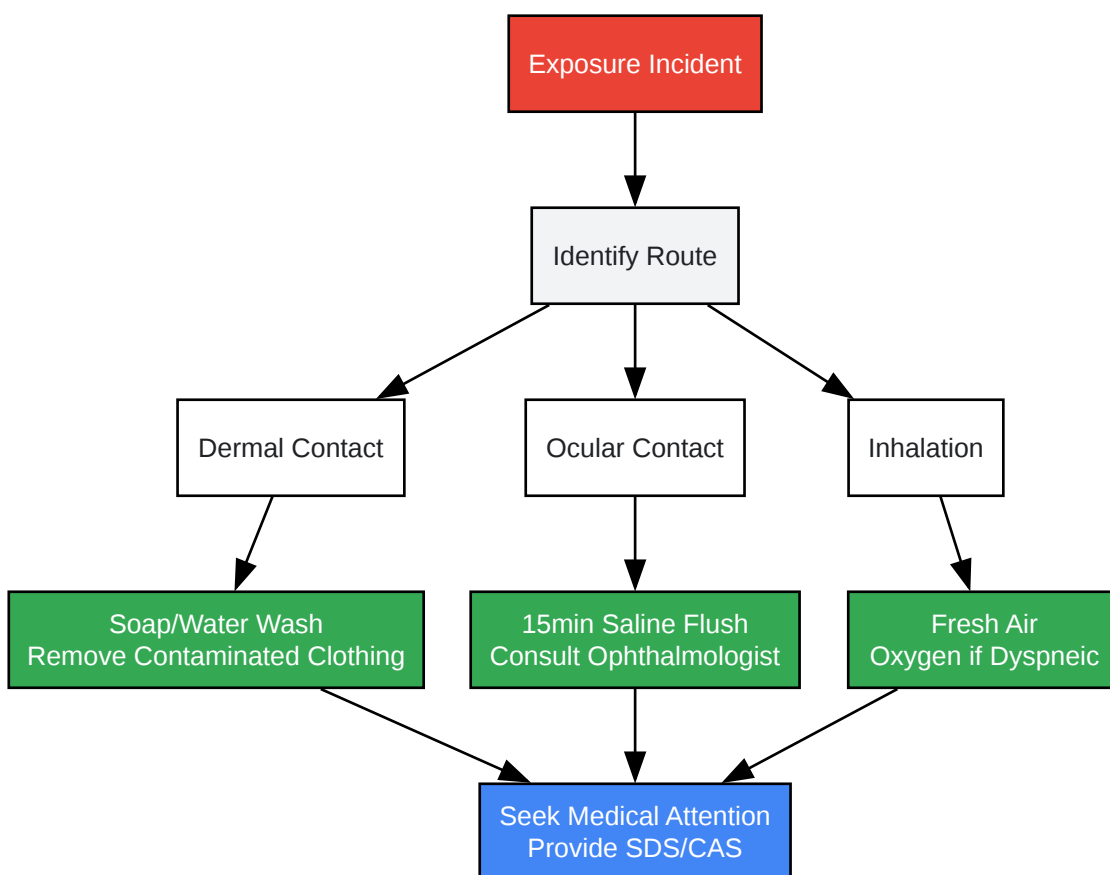 Exposure Incident
Identify Route
Dermal Contact
Ocular Contact
Inhalation
Soap/Water Wash
Remove Contaminated Clothing
15min Saline Flush
Consult Ophthalmologist
Fresh Air
Oxygen if Dyspneic
Seek Medical Attention
Provide SDS/CAS